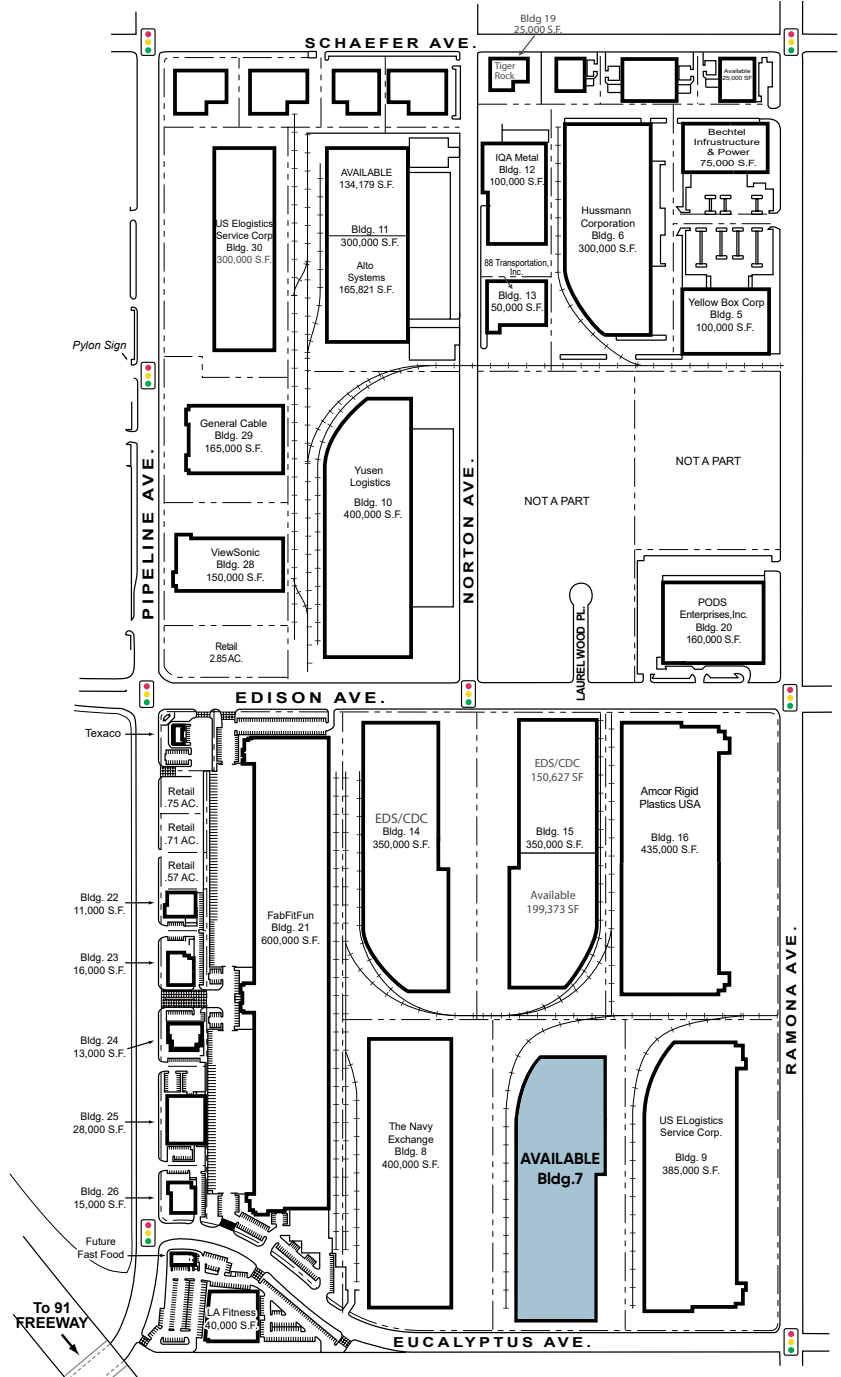 Bldg 19
25,000 S.F.
SCHAEFER AVE.
Tiger
Rock
Available
25,000 SF
AVAILABLE
134,179 S.F.
Bldg. 11
300,000 S.F.
Alto
Systems
165,821 S.F.
US Elogistics
Service Corp
Bldg. 30
300,000 S.F.
IQA Metal
Bldg. 12
100,000 S.F.
Hussmann
Corporation
Bldg. 6
300,000 S.F.
Bechtel
Infrustructure
& Power
75,000 S.F.
88 Transportation,
Inc.
Bldg. 13
50,000 S.F.
Yellow Box Corp
Bldg. 5
100,000 S.F.
Pylon Sign
General Cable
Bldg. 29
165,000 S.F.
Yusen
Logistics
Bldg. 10
400,000 S.F.
NOT A PART
NOT A PART
PIPELINE AVE.
NORTON AVE.
ViewSonic
Bldg. 28
150,000 S.F.
Retail
2.85 AC.
LAUREL WOOD PL.
PODS
Enterprises,Inc.
Bldg. 20
160,000 S.F.
EDISON AVE.
Texaco
Retail
.75 AC.
Retail
.71 AC.
Retail
.57 AC.
Bldg. 22
11,000 S.F.
Bldg. 23
16,000 S.F.
Bldg. 24
13,000 S.F.
Bldg. 25
28,000 S.F.
Bldg. 26
15,000 S.F.
FabFitFun
Bldg. 21
600,000 S.F.
EDS/CDC
Bldg. 14
350,000 S.F.
EDS/CDC
150,627 SF
Bldg. 15
350,000 S.F.
Available
199,373 SF
Amcor Rigid
Plastics USA
Bldg. 16
435,000 S.F.
RAMONA AVE.
The Navy
Exchange
Bldg. 8
400,000 S.F.
AVAILABLE
Bldg.7
US ELogistics
Service Corp.
Bldg. 9
385,000 S.F.
Future
Fast Food
LA Fitness
40,000 S.F.
To 91
FREEWAY
EUCALYPTUS AVE.